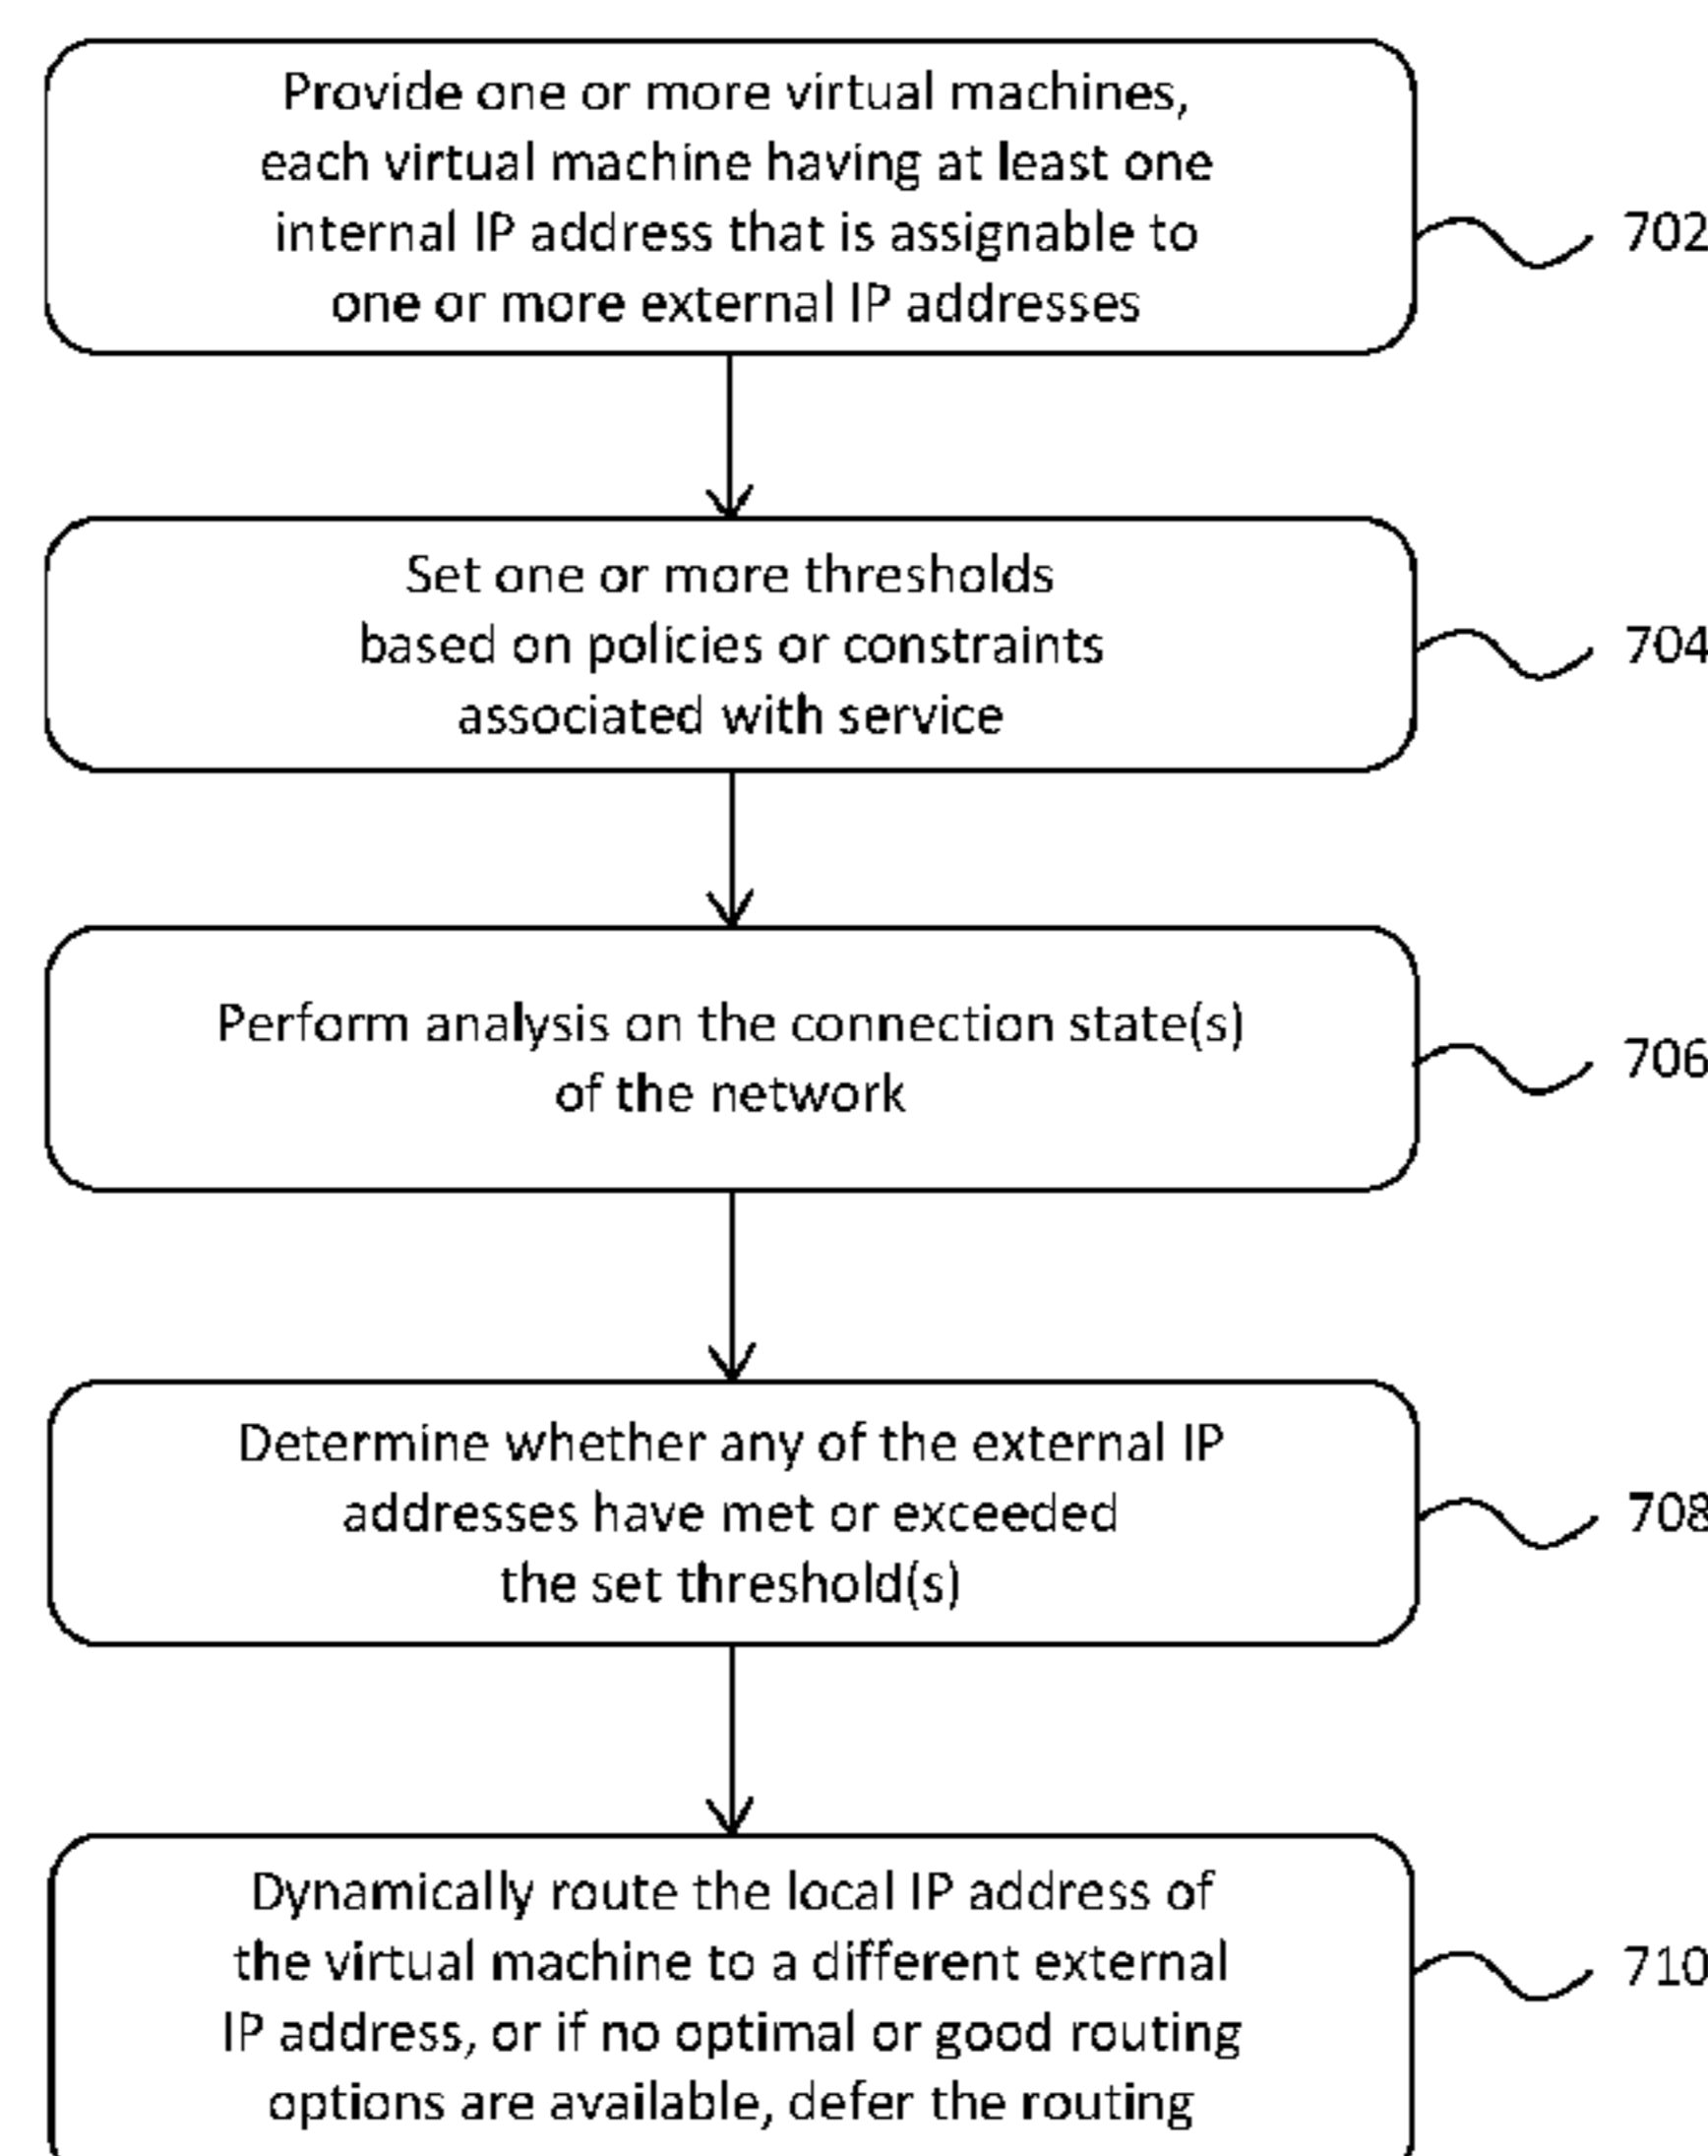 Provide one or more virtual machines,
each virtual machine having at least one
internal IP address that is assignable to
one or more external IP addresses
702
Set one or more thresholds
based on policies or constraints
associated with service
704
Perform analysis on the connection state(s)
of the network
706
Determine whether any of the external IP
addresses have met or exceeded
the set threshold(s)
708
Dynamically route the local IP address of
the virtual machine to a different external
IP address, or if no optimal or good routing
options are available, defer the routing
710